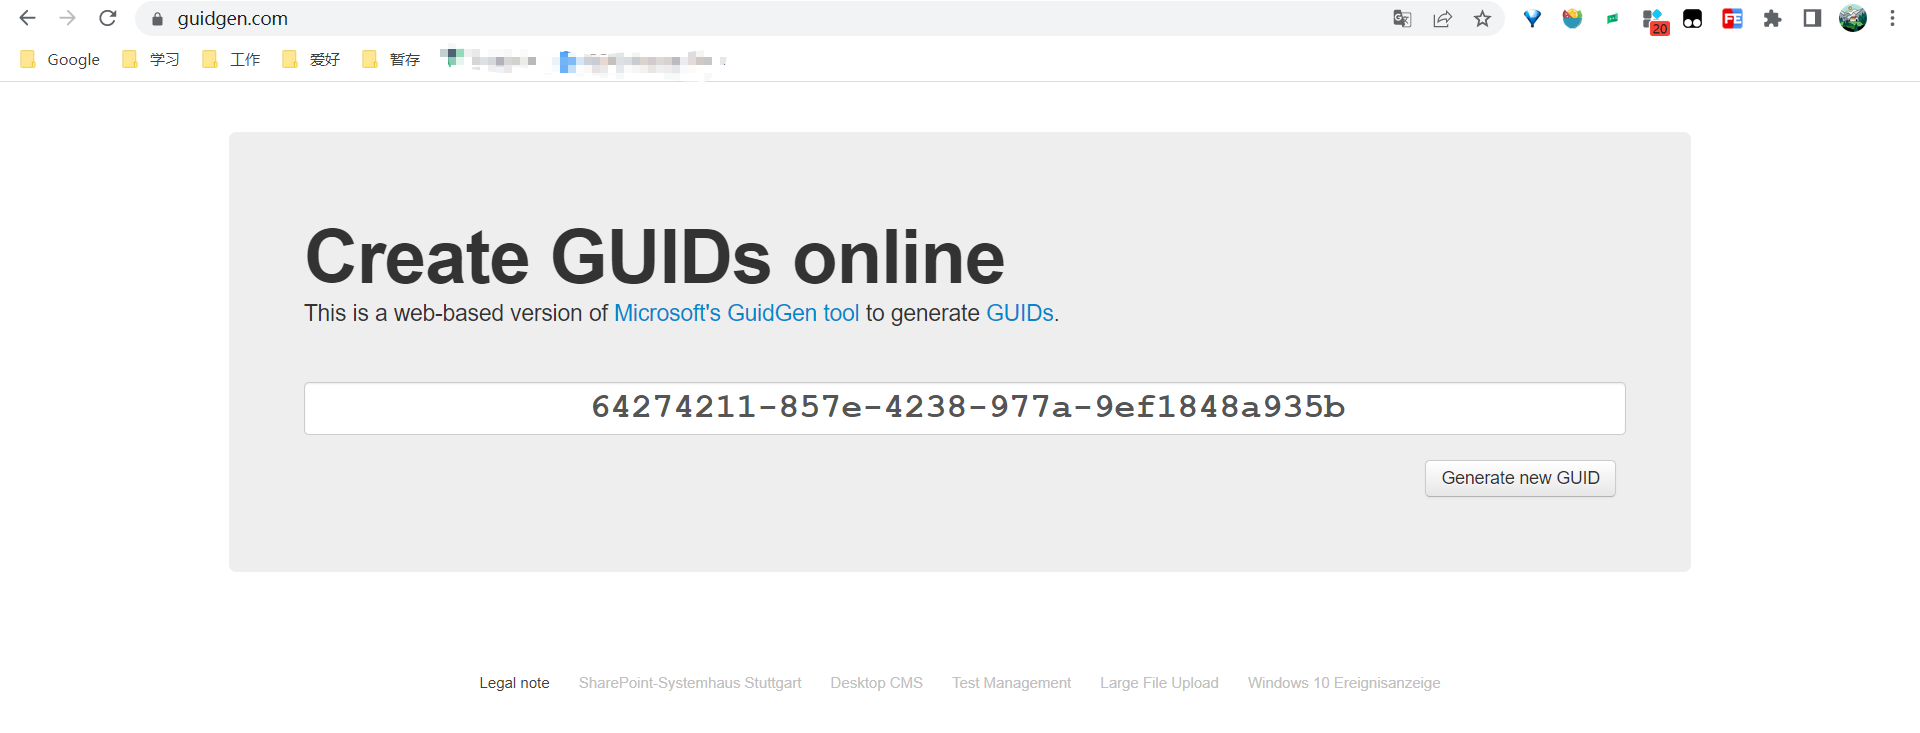 guidgen.com
20
FE
Google 学习 工作 爱好 暂存
Create GUIDs online
This is a web-based version of Microsoft's GuidGen tool to generate GUIDs.
64274211-857e-4238-977a-9ef1848a935b
Generate new GUID
Legal note SharePoint-Systemhaus Stuttgart Desktop CMS Test Management Large File Upload Windows 10 Ereignisanzeige